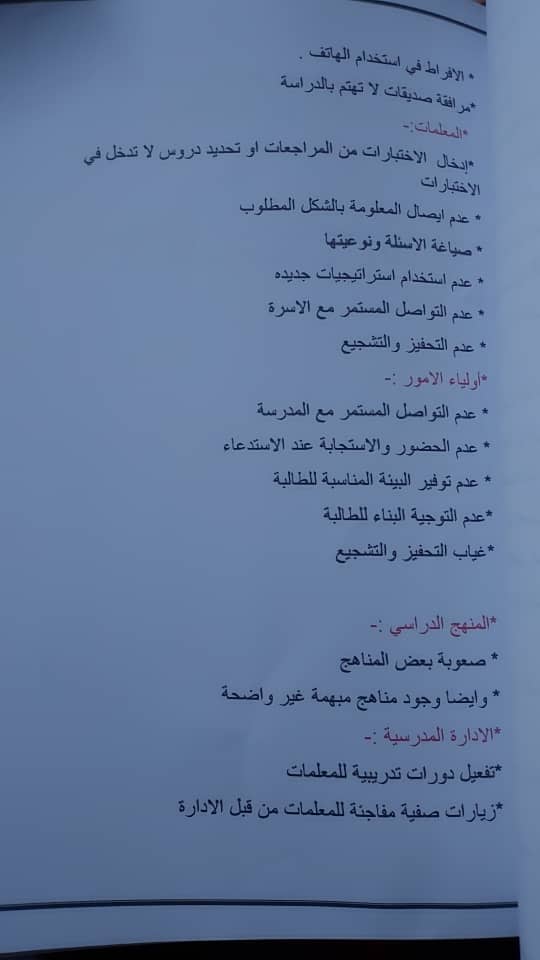 * الافراط في استخدام الهاتف .
*مرافقة صديقات لا تهتم بالدراسة
*المعلمات:-
*إدخال الاختبارات من المراجعات او تحديد دروس لا تدخل في
الاختبارات
* عدم ايصال المعلومة بالشكل المطلوب
* صياغة الاسئلة ونوعيتها
* عدم استخدام استراتيجيات جديده
* عدم التواصل المستمر مع الاسرة
* عدم التحفيز والتشجيع
*أولياء الامور :-
* عدم التواصل المستمر مع المدرسة
* عدم الحضور والاستجابة عند الاستدعاء
* عدم توفير البيئة المناسبة للطالبة
*عدم التوجية البناء للطالبة
*غياب التحفيز والتشجيع
*المنهج الدراسي :-
* صعوبة بعض المناهج
* وايضا وجود مناهج مبهمة غير واضحة
*الادارة المدرسية :-
*تفعيل دورات تدريبية للمعلمات
*زيارات صفية مفاجئة للمعلمات من قبل الادارة